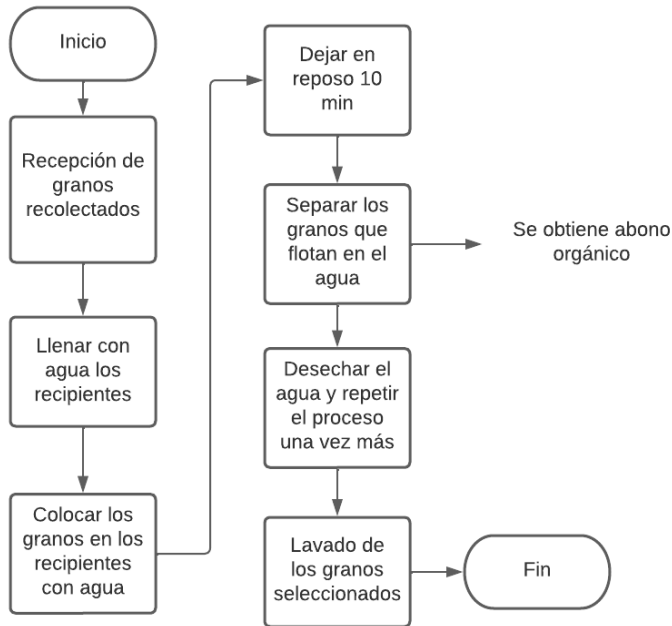 Inicio
Recepción de
granos
recolectados
Llenar con
agua los
recipientes
Colocar los
granos en los
recipientes
con agua
Dejar en
reposo 10
min
Separar los
granos que
flotan en el
agua
Se obtiene abono
orgánico
Desechar el
agua y repetir
el proceso
una vez más
Lavado de
los granos
seleccionados
Fin